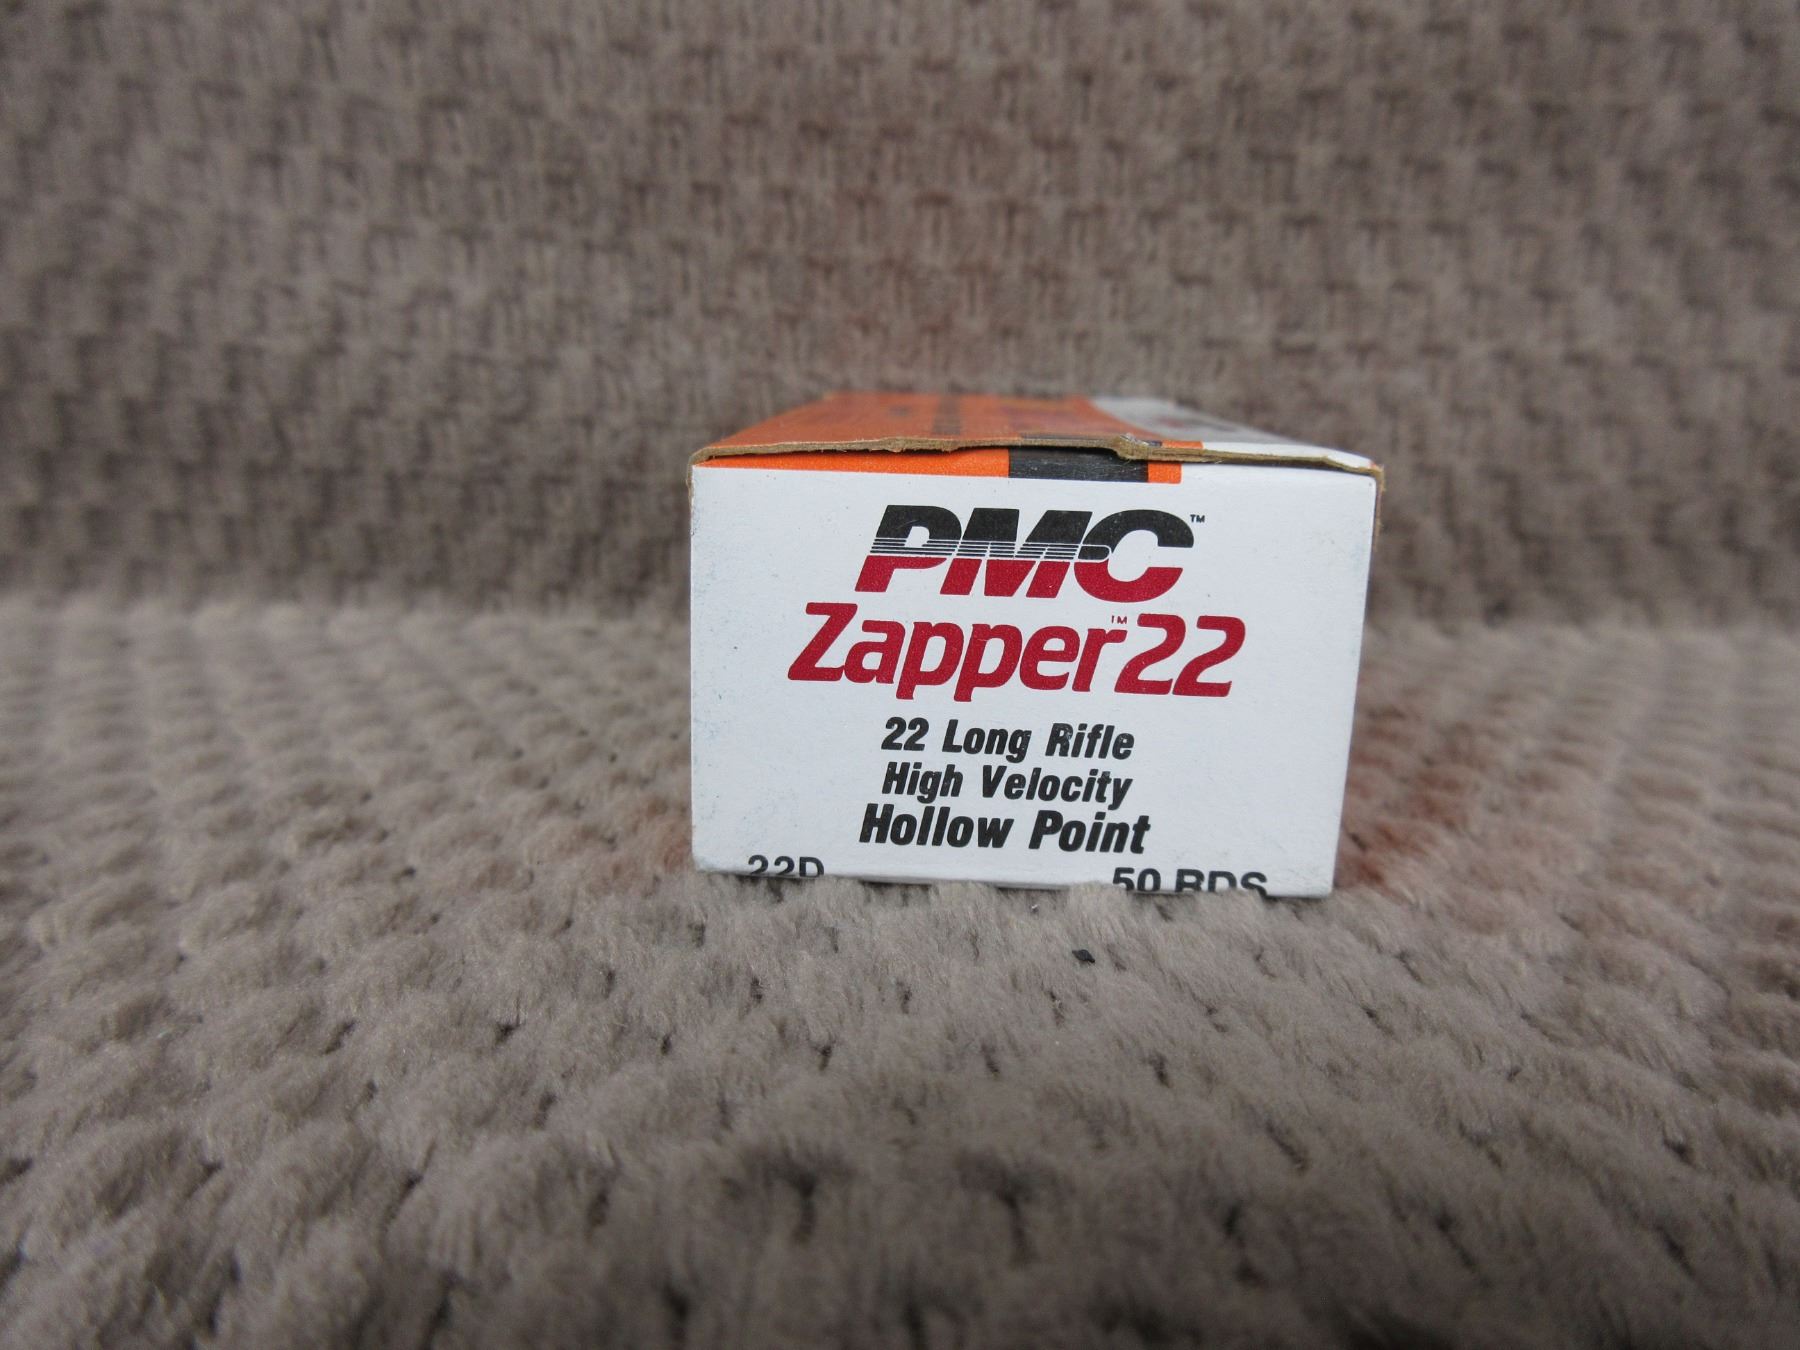 PMC™
Zapper™22
22 Long Rifle
High Velocity
Hollow Point
22D 50 RDS